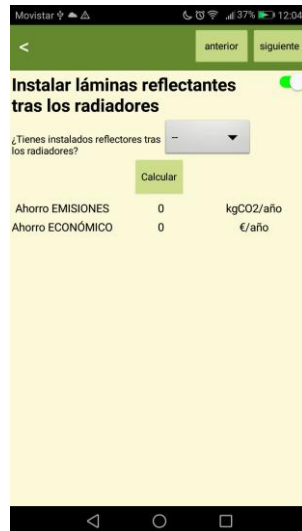 Movistar 37% 12:04
< anterior siguiente
Instalar láminas reflectantes
tras los radiadores
¿Tienes instalados reflectores tras
los radiadores?
--
Calcular
Ahorro EMISIONES 0 kgCO2/año
Ahorro ECONÓMICO 0 €/año